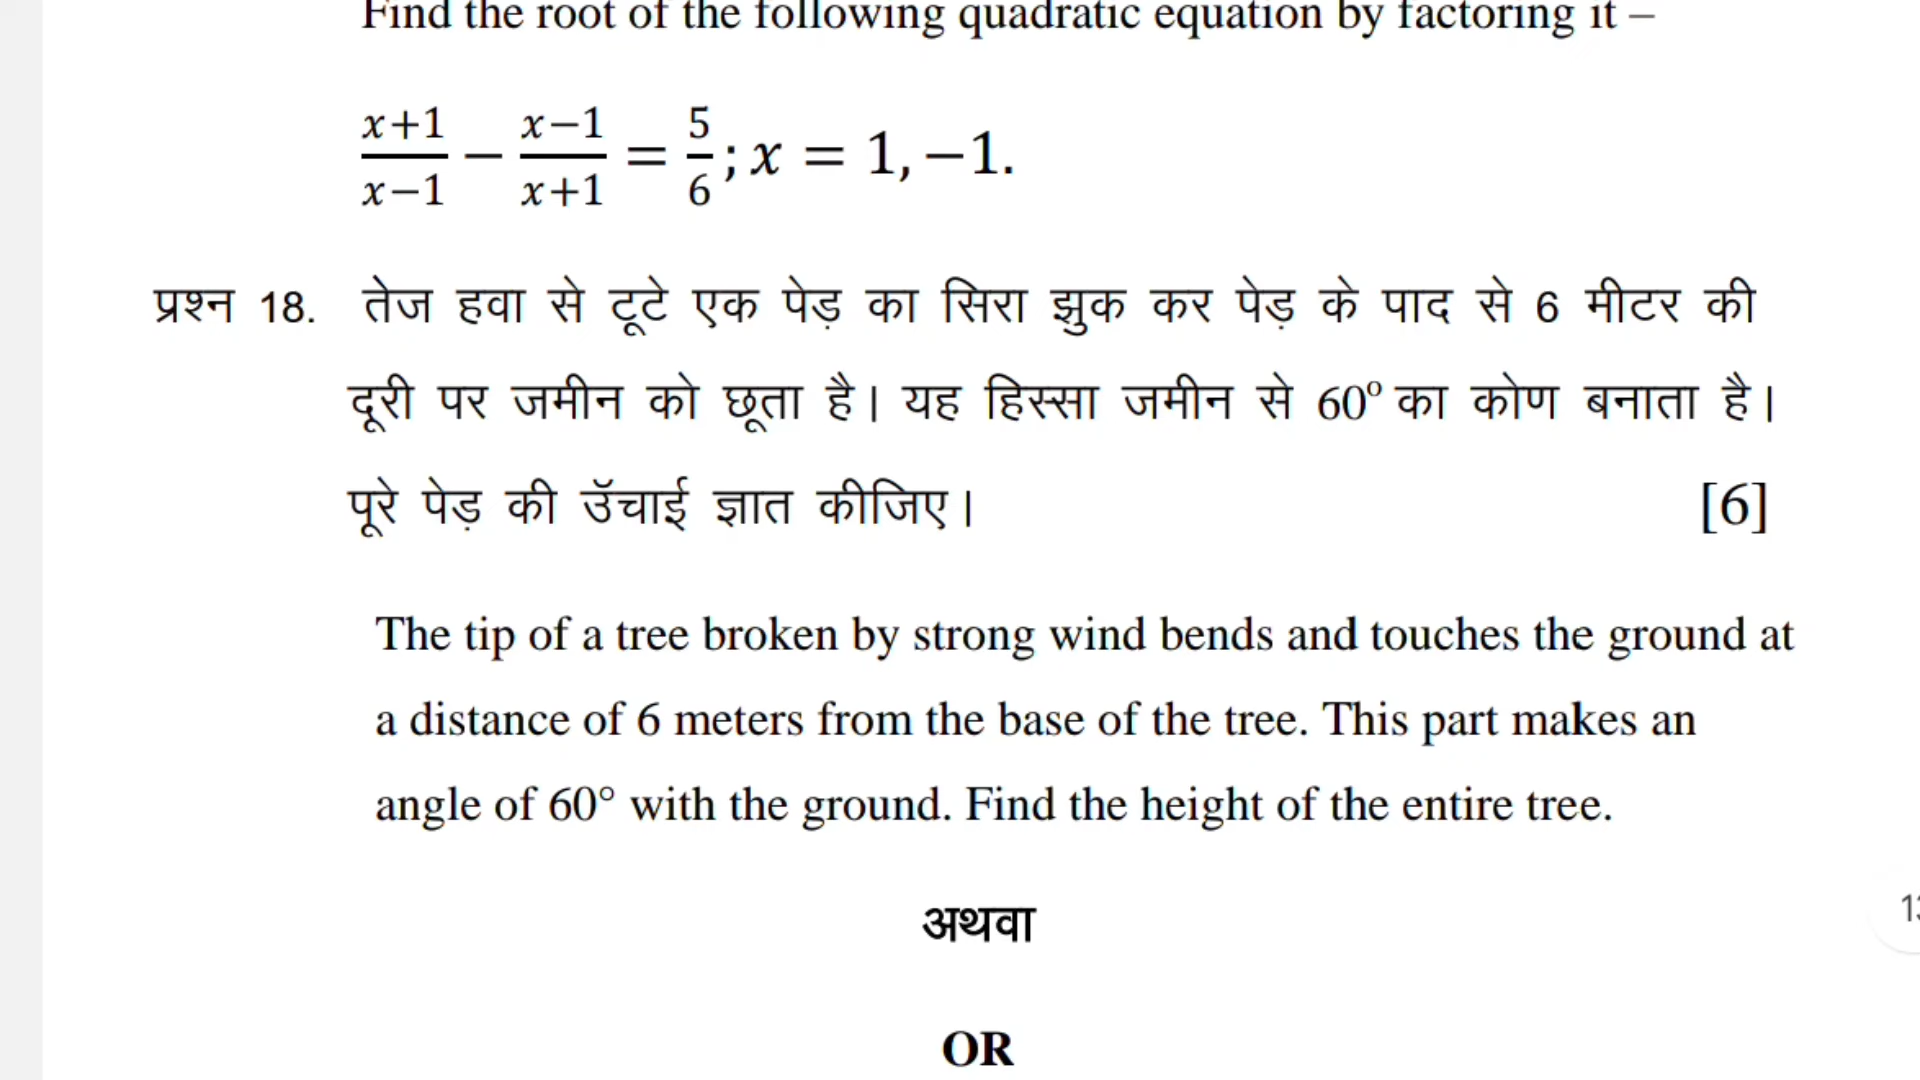 Find the root of the following quadratic equation by factoring it –
x+1/x−1 − x−1/x+1 = 5/6 ; x = 1, −1.
प्रश्न 18. तेज हवा से टूटे एक पेड़ का सिरा झुक कर पेड़ के पाद से 6 मीटर की
दूरी पर जमीन को छूता है। यह हिस्सा जमीन से 60° का कोण बनाता है।
पूरे पेड़ की उॅचाई ज्ञात कीजिए। [6]
The tip of a tree broken by strong wind bends and touches the ground at
a distance of 6 meters from the base of the tree. This part makes an
angle of 60° with the ground. Find the height of the entire tree.
अथवा
OR